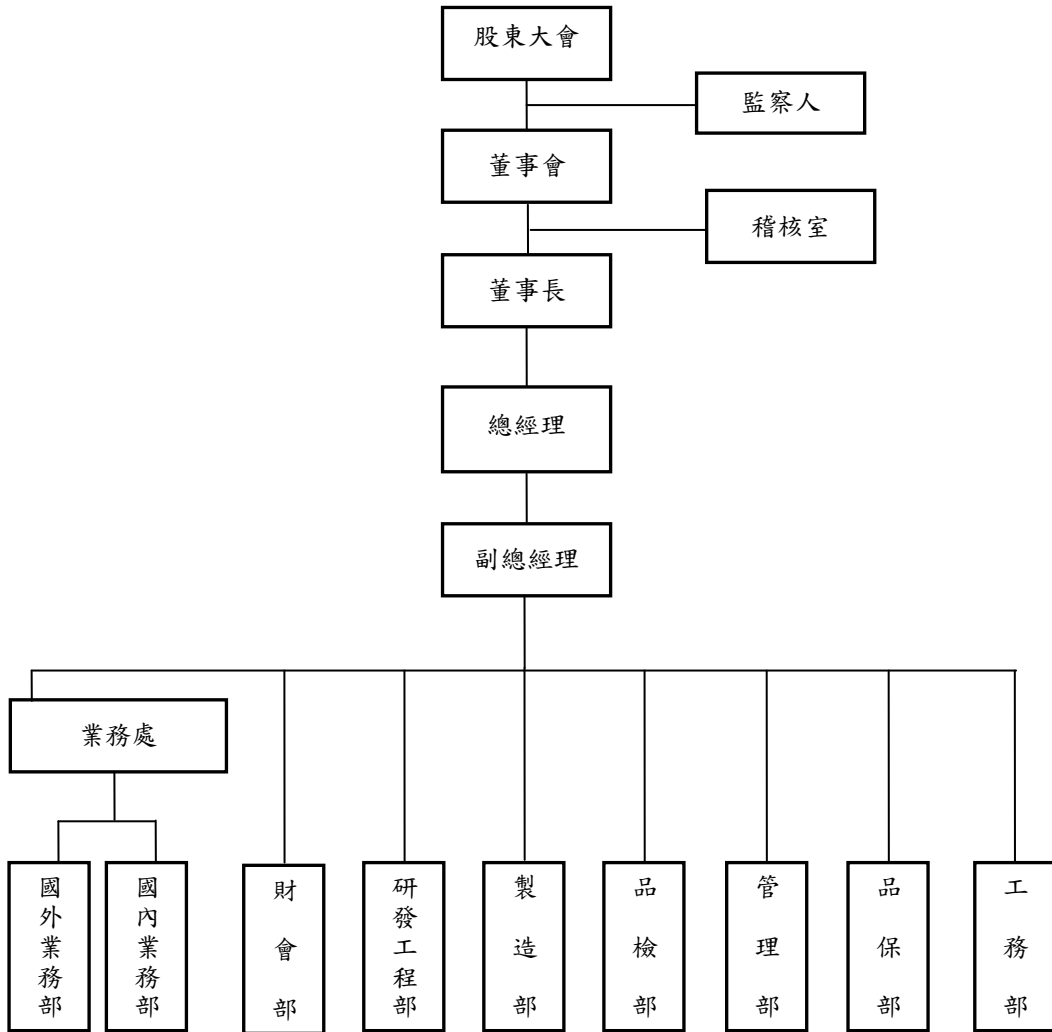 股東大會
監察人
董事會
稽核室
董事長
總經理
副總經理
業務處
國外業務部
國內業務部
財會部
研發工程部
製造部
品檢部
管理部
品保部
工務部